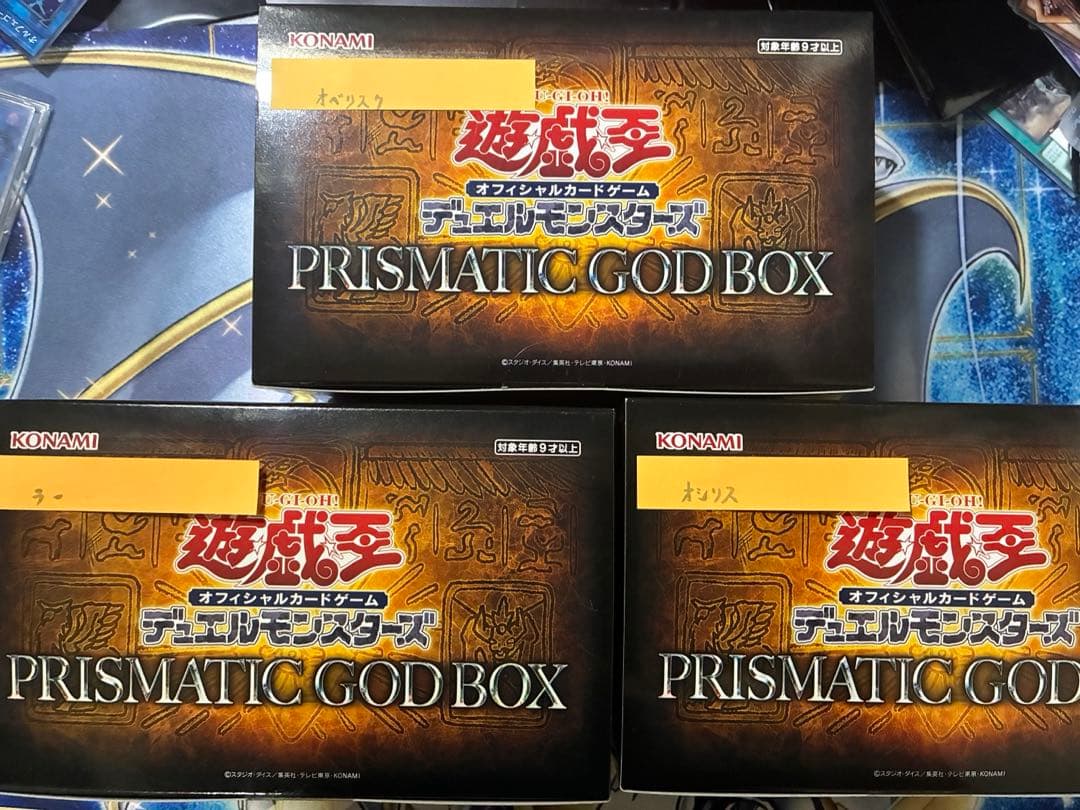 KONAMI
対象年齢9才以上
オベリスク
U-GI-OH!
遊戯王
オフィシャルカードゲーム
デュエルモンスターズ
PRISMATIC GOD BOX
©スタジオ・ダイス/集英社・テレビ東京・KONAMI
KONAMI
対象年齢9才以上
ラー
U-GI-OH!
遊戯王
オフィシャルカードゲーム
デュエルモンスターズ
PRISMATIC GOD BOX
©スタジオ・ダイス/集英社・テレビ東京・KONAMI
KONAMI
オシリス
U-GI-OH!
遊戯王
オフィシャルカードゲーム
デュエルモンスターズ
PRISMATIC GOD
©スタジオ・ダイス/集英社・テレビ東京・KONAMI